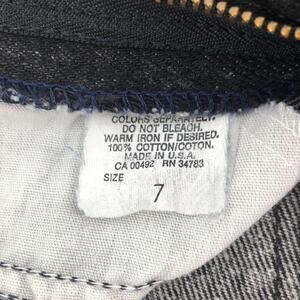 COLORS SEPARATELY.
DO NOT BLEACH.
WARM IRON IF DESIRED.
100% COTTON/COTON.
MADE IN U.S.A.
CA 00492 RN 34783
SIZE
7